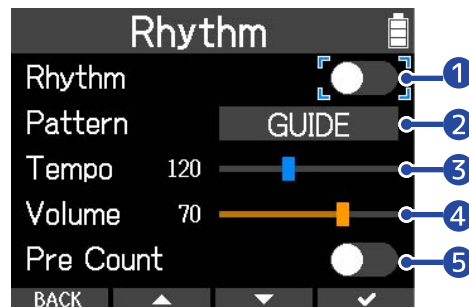 Rhythm
Rhythm 1
Pattern GUIDE 2
Tempo 120 3
Volume 70 4
Pre Count 5
BACK